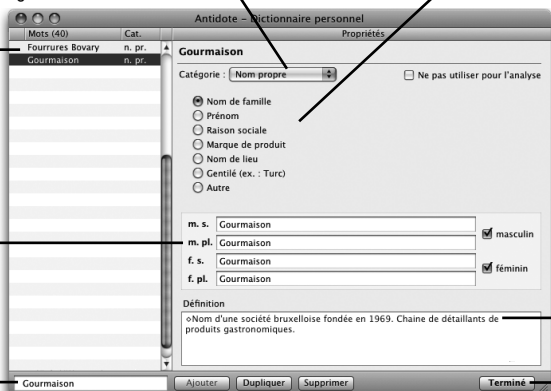 Antidote – Dictionnaire personnel
Mots (40) Cat. Propriétés
Fourrures Bovary n. pr.
Gourmaison n. pr.
Gourmaison
Catégorie : Nom propre
Ne pas utiliser pour l'analyse
Nom de famille
Prénom
Raison sociale
Marque de produit
Nom de lieu
Gentilé (ex. : Turc)
Autre
m. s. Gourmaison
m. pl. Gourmaison
masculin
f. s. Gourmaison
f. pl. Gourmaison
féminin
Définition
◇Nom d'une société bruxelloise fondée en 1969. Chaine de détaillants de
produits gastronomiques.
Gourmaison Ajouter Dupliquer Supprimer Terminé